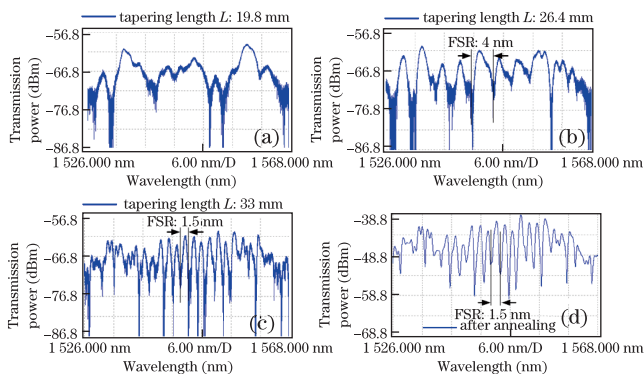 tapering length L: 19.8 mm
−56.8
−66.8
−76.8
−86.8
Transmission
power (dBm)
(a)
1 526.000 nm
6.00 nm/D
1 568.000 nm
Wavelength (nm)
tapering length L: 26.4 mm
−56.8
−66.8
−76.8
−86.8
Transmission
power (dBm)
FSR: 4 nm
(b)
1 526.000 nm
6.00 nm/D
1 568.000 nm
Wavelength (nm)
tapering length L: 33 mm
−56.8
−66.8
−76.8
−86.8
Transmission
power (dBm)
FSR: 1.5 nm
(c)
1 526.000 nm
6.00 nm/D
1 568.000 nm
Wavelength (nm)
−38.8
−48.8
−58.8
−68.8
Transmission
power (dBm)
(d)
FSR: 1.5 nm
after annealing
1 526.000 nm
6.00 nm/D
1 568.000 nm
Wavelength (nm)